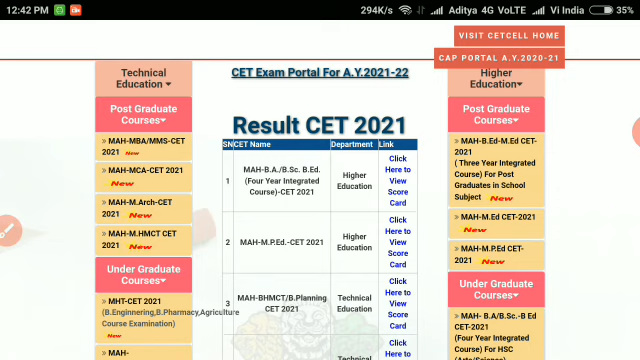 12:42 PM
294K/s Aditya 4G VoLTE Vi India 35%
VISIT CETCELL HOME
CAP PORTAL A.Y.2020-21
Technical
Education
Post Graduate
Courses
» MAH-MBA/MMS-CET
2021 New
» MAH-MCA-CET 2021
New
» MAH-M.Arch-CET
2021 New
» MAH-M.HMCT CET
2021 New
Under Graduate
Courses
» MHT-CET 2021
(B.Enginnering,B.Pharmacy,Agriculture
Course Examination)
New
» MAH-
CET Exam Portal For A.Y.2021-22
Result CET 2021
SN CET Name Department Link
1 MAH-B.A./B.Sc. B.Ed.
(Four Year Integrated
Course)-CET 2021
Higher
Education
Click
Here to
View
Score
Card
2 MAH-M.P.Ed.-CET 2021
Higher
Education
Click
Here to
View
Score
Card
3 MAH-BHMCT/B.Planning
CET 2021
Technical
Education
Click
Here to
View
Score
Card
Technical
Click
Here to
Higher
Education
Post Graduate
Courses
» MAH-B.Ed-M.Ed CET-
2021
( Three Year Integrated
Course) For Post
Graduates in School
Subject New
» MAH-M.Ed CET-2021
New
» MAH-M.P.Ed CET-
2021 New
Under Graduate
Courses
» MAH- B.A/B.Sc.-B Ed
CET-2021
(Four Year Integrated
Course) For HSC
(Arts/Science)